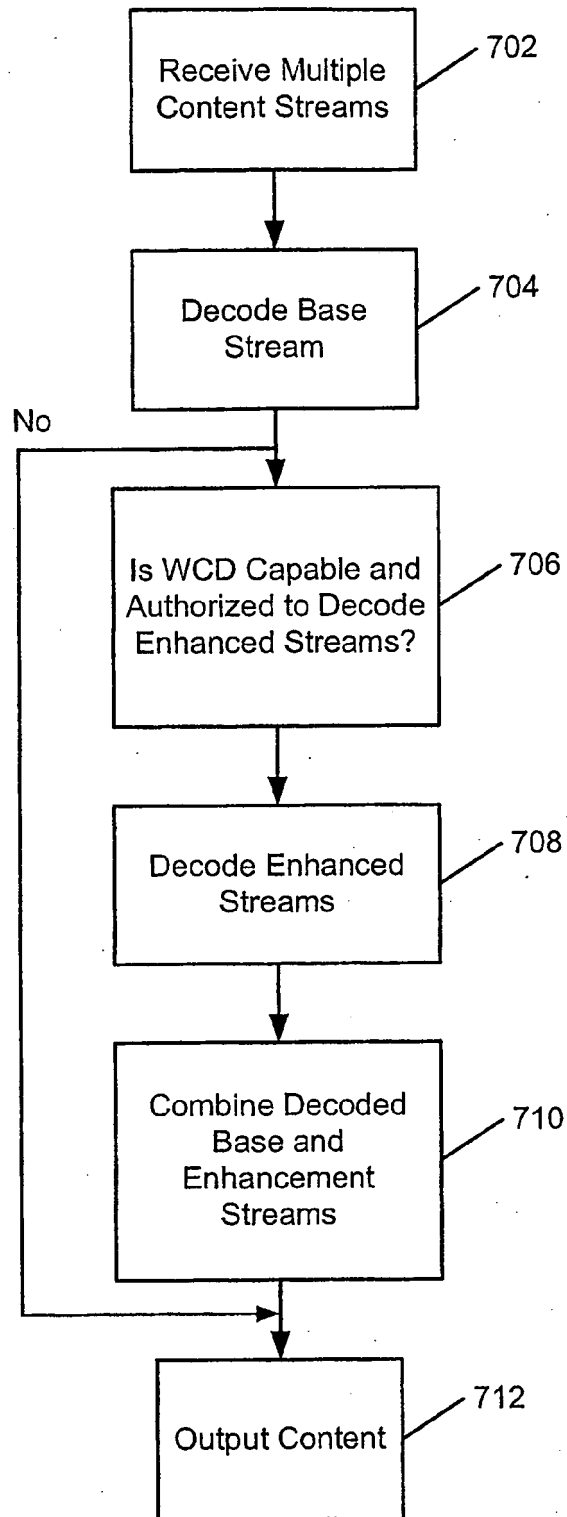 Receive Multiple
Content Streams
702
Decode Base
Stream
704
No
Is WCD Capable and
Authorized to Decode
Enhanced Streams?
706
Decode Enhanced
Streams
708
Combine Decoded
Base and
Enhancement
Streams
710
Output Content
712